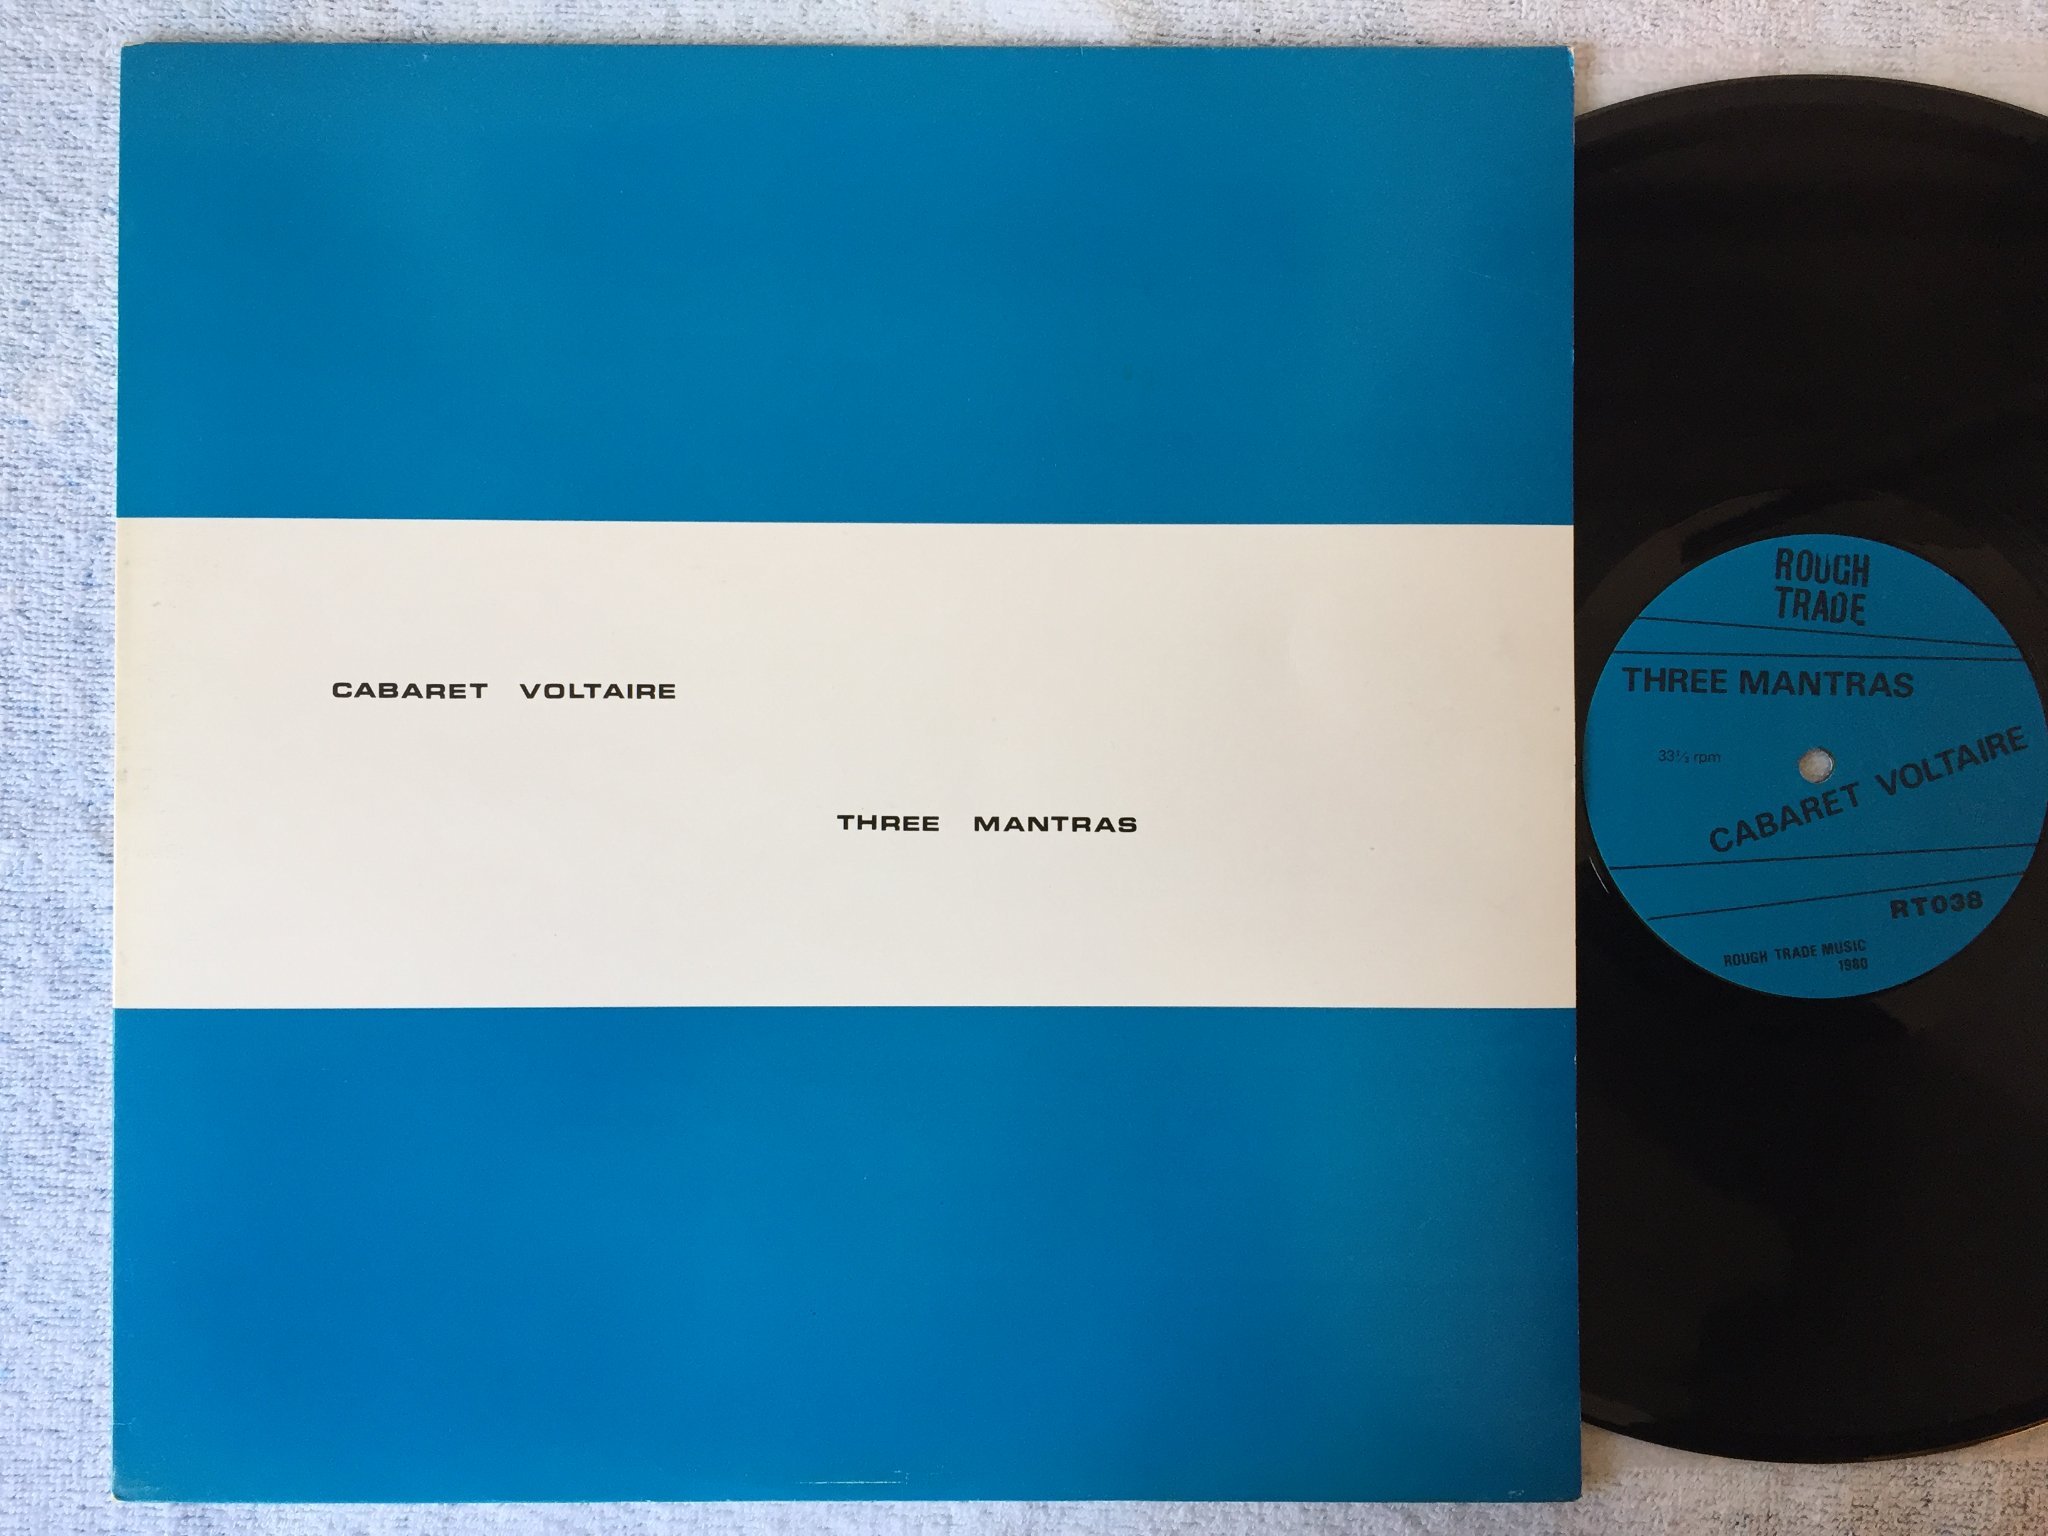 CABARET VOLTAIRE
THREE MANTRAS
ROUGH
TRADE
THREE MANTRAS
33⅓ rpm
CABARET VOLTAIRE
RT038
ROUGH TRADE MUSIC
1980